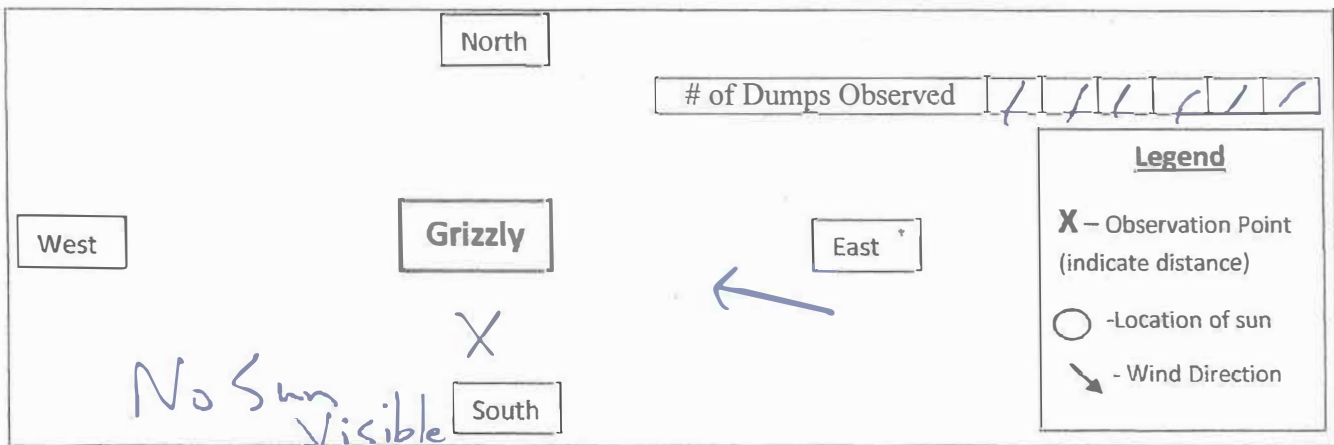 North
# of Dumps Observed / / / / / /
Legend
X – Observation Point
(indicate distance)
West
Grizzly
East
-Location of sun
X
- Wind Direction
No Sun
Visible
South